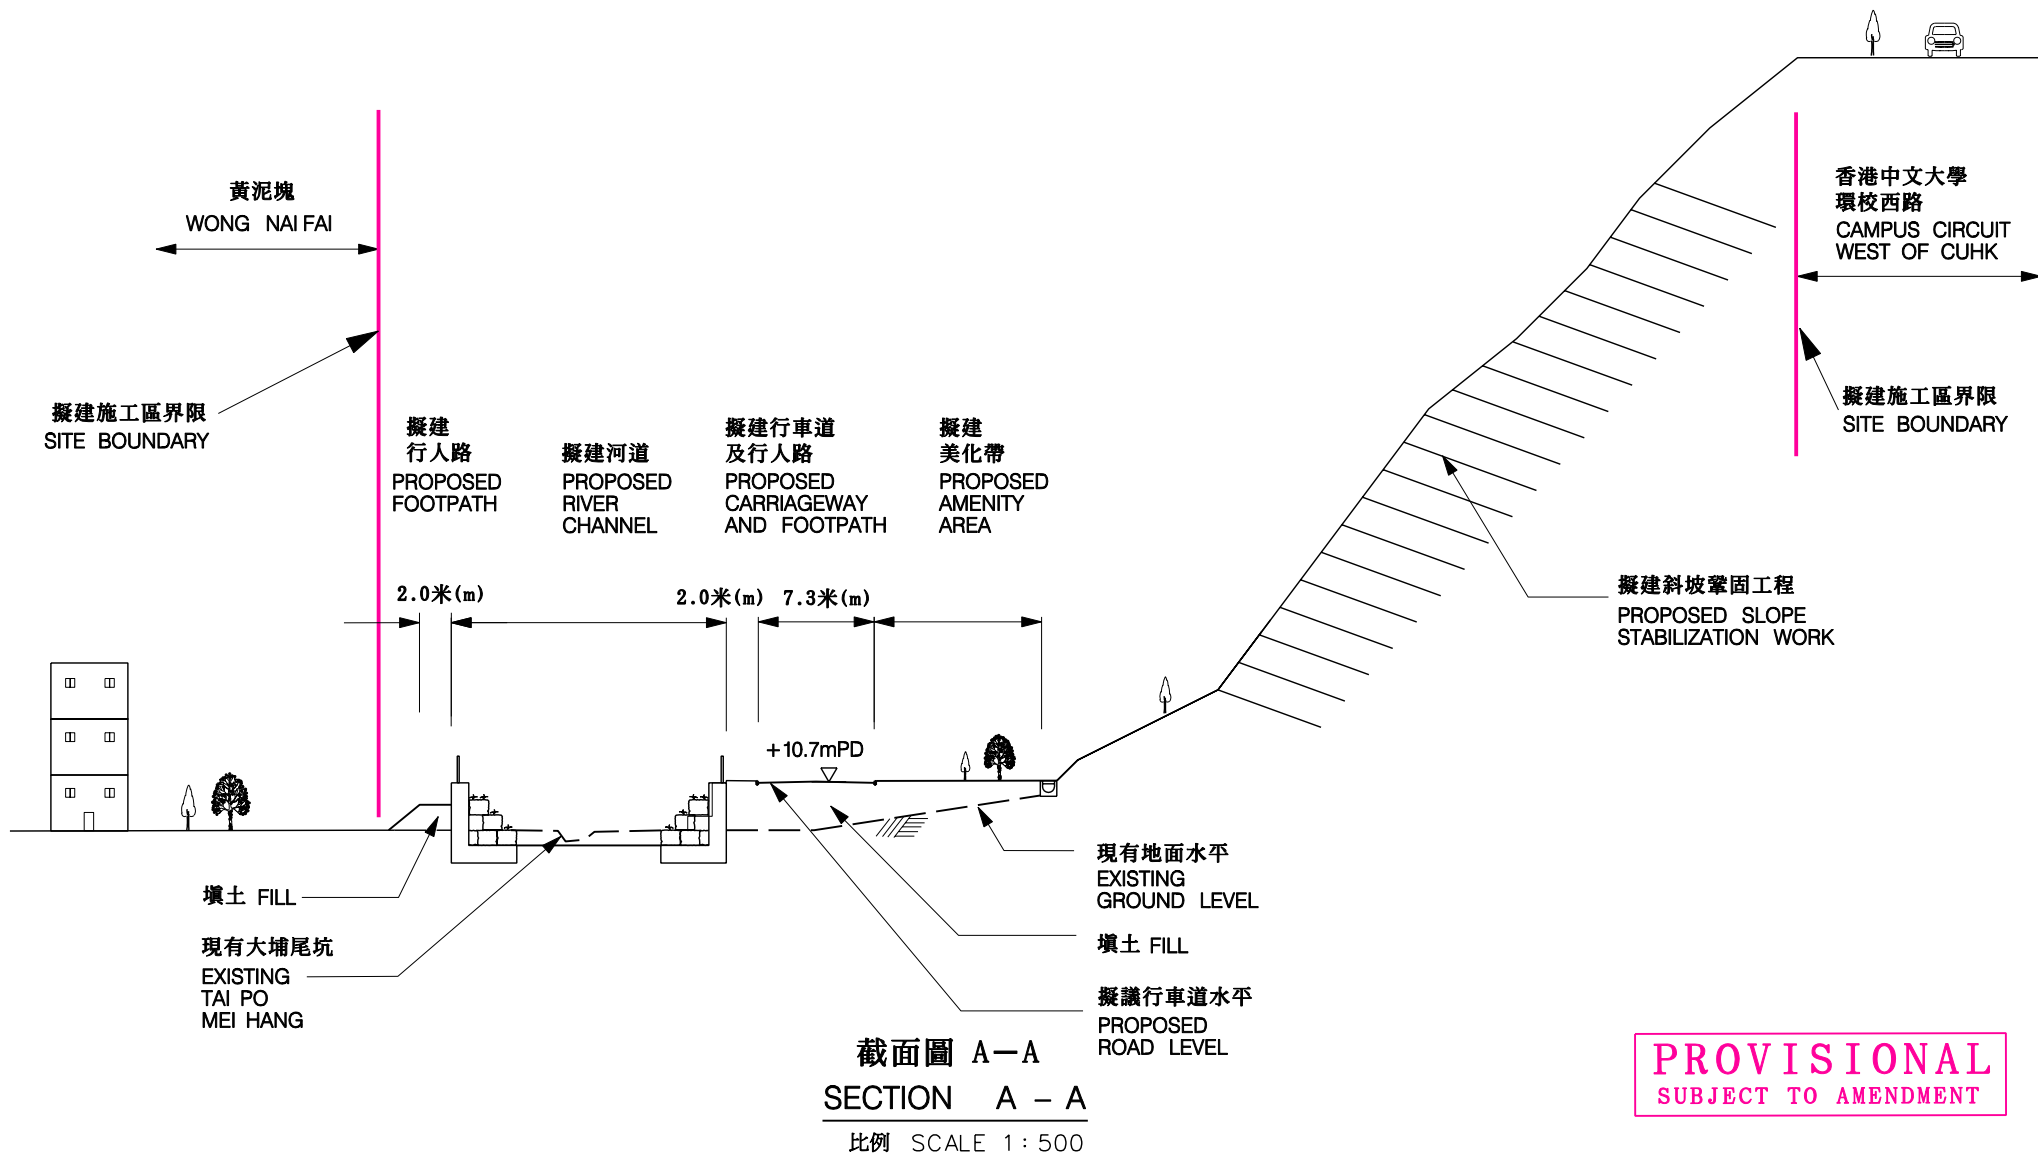 黃泥塊
WONG NAI FAI
擬建施工區界限
SITE BOUNDARY
擬建
行人路
PROPOSED
FOOTPATH
擬建河道
PROPOSED
RIVER
CHANNEL
擬建行車道
及行人路
PROPOSED
CARRIAGEWAY
AND FOOTPATH
擬建
美化帶
PROPOSED
AMENITY
AREA
香港中文大學
環校西路
CAMPUS CIRCUIT
WEST OF CUHK
擬建施工區界限
SITE BOUNDARY
2.0米(m)
2.0米(m)
7.3米(m)
擬建斜坡鞏固工程
PROPOSED SLOPE
STABILIZATION WORK
+10.7mPD
填土 FILL
現有大埔尾坑
EXISTING
TAI PO
MEI HANG
現有地面水平
EXISTING
GROUND LEVEL
填土 FILL
擬議行車道水平
PROPOSED
ROAD LEVEL
截面圖 A－A
SECTION A - A
比例 SCALE 1 : 500
PROVISIONAL
SUBJECT TO AMENDMENT